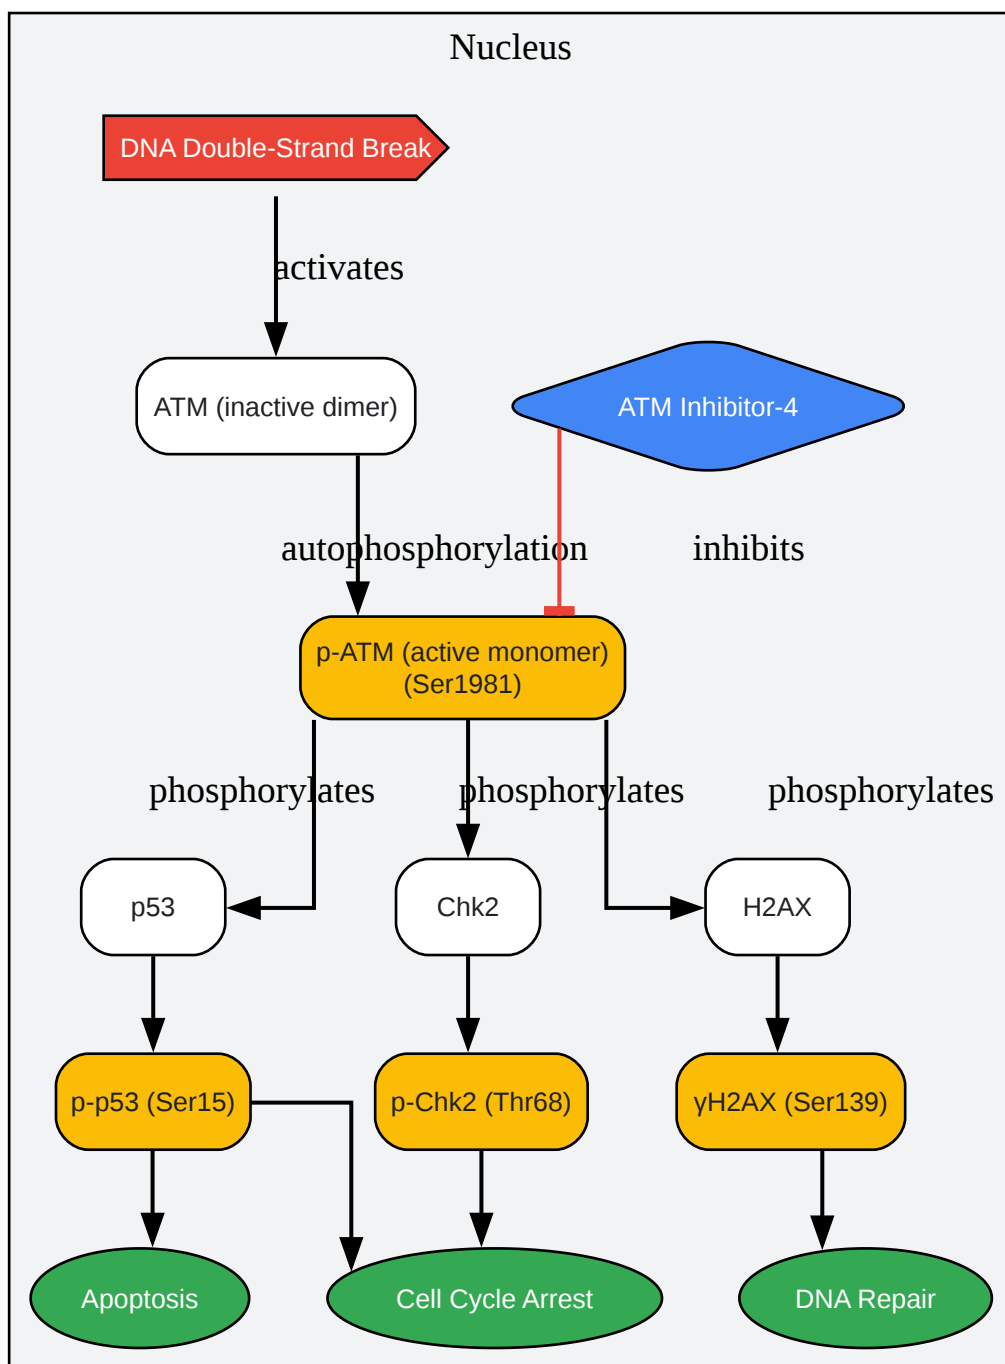 Nucleus
DNA Double-Strand Break
activates
ATM (inactive dimer)
ATM Inhibitor-4
autophosphorylation
inhibits
p-ATM (active monomer)
(Ser1981)
phosphorylates
phosphorylates
phosphorylates
p53
Chk2
H2AX
p-p53 (Ser15)
p-Chk2 (Thr68)
γH2AX (Ser139)
Apoptosis
Cell Cycle Arrest
DNA Repair